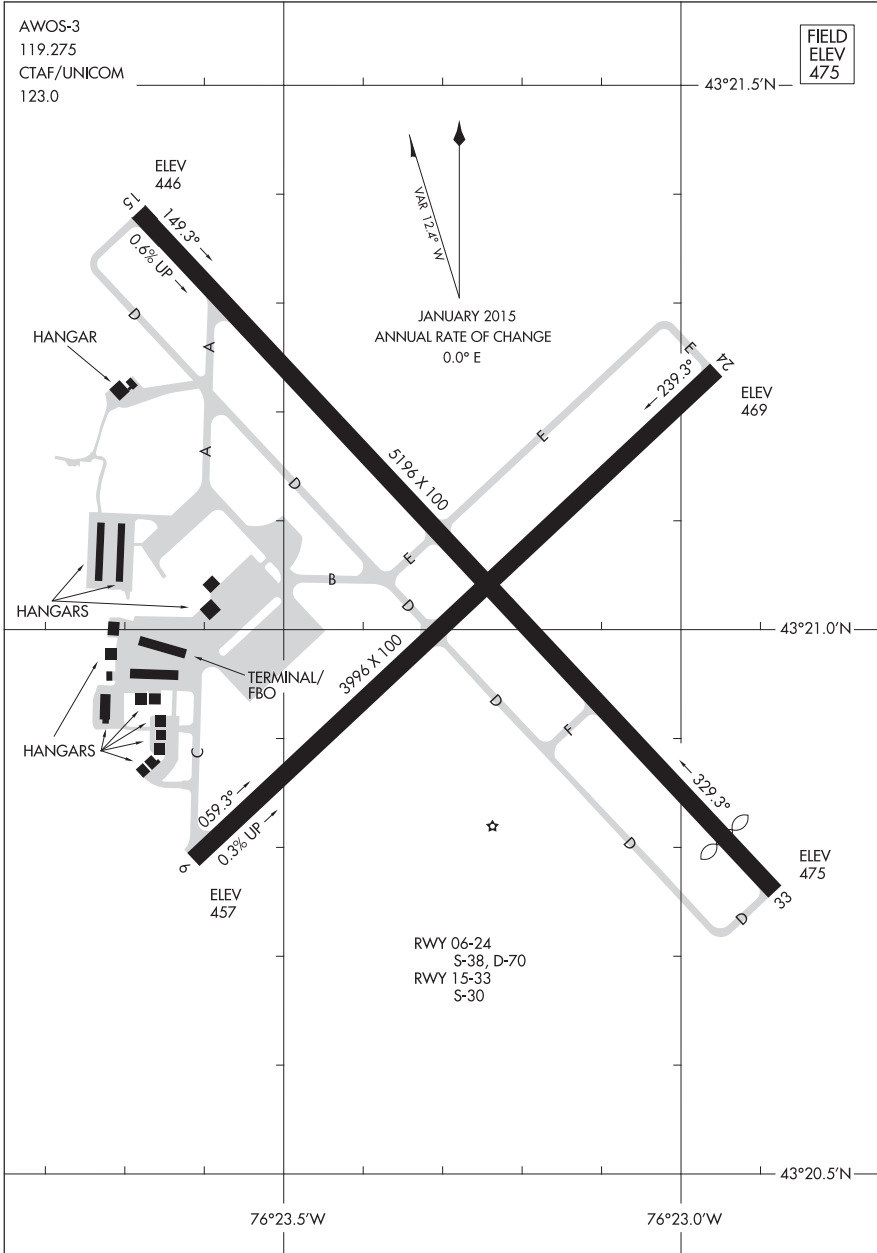 AWOS-3
119.275
CTAF/UNICOM
123.0
FIELD
ELEV
475
43°21.5'N
ELEV
446
15
149.3°
0.6% UP
VAR 12.4° W
JANUARY 2015
ANNUAL RATE OF CHANGE
0.0° E
D
A
HANGAR
E
24
239.3°
ELEV
469
E
A
5196 X 100
D
E
B
HANGARS
D
43°21.0'N
3996 X 100
TERMINAL/
FBO
D
F
HANGARS
C
329.3°
059.3°
0.3% UP
D
6
ELEV
457
ELEV
475
33
D
RWY 06-24
S-38, D-70
RWY 15-33
S-30
43°20.5'N
76°23.5'W
76°23.0'W